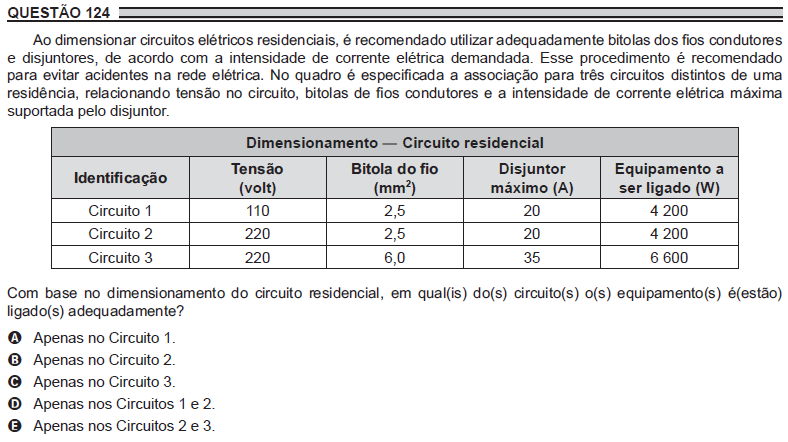 QUESTÃO 124
Ao dimensionar circuitos elétricos residenciais, é recomendado utilizar adequadamente bitolas dos fios condutores
e disjuntores, de acordo com a intensidade de corrente elétrica demandada. Esse procedimento é recomendado
para evitar acidentes na rede elétrica. No quadro é especificada a associação para três circuitos distintos de uma
residência, relacionando tensão no circuito, bitolas de fios condutores e a intensidade de corrente elétrica máxima
suportada pelo disjuntor.
Dimensionamento — Circuito residencial
Identificação Tensão (volt) Bitola do fio (mm²) Disjuntor máximo (A) Equipamento a ser ligado (W)
Circuito 1 110 2,5 20 4 200
Circuito 2 220 2,5 20 4 200
Circuito 3 220 6,0 35 6 600
Com base no dimensionamento do circuito residencial, em qual(is) do(s) circuito(s) o(s) equipamento(s) é(estão)
ligado(s) adequadamente?
A Apenas no Circuito 1.
B Apenas no Circuito 2.
C Apenas no Circuito 3.
D Apenas nos Circuitos 1 e 2.
E Apenas nos Circuitos 2 e 3.